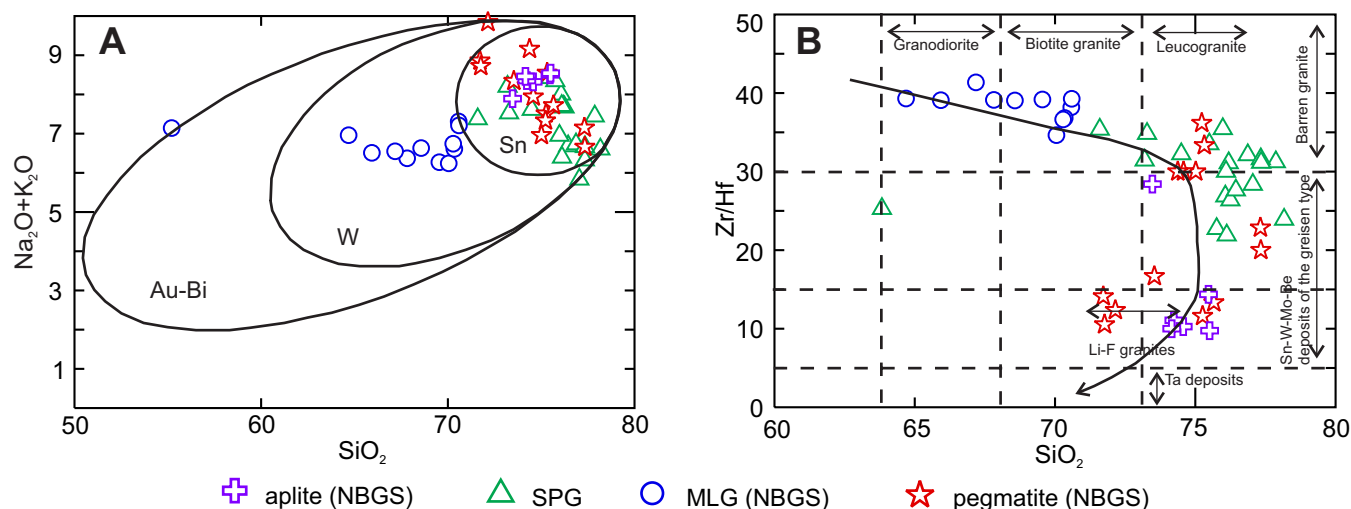 A
Na₂O+K₂O
9
7
5
3
1
50
60
70
80
SiO₂
Sn
W
Au-Bi
B
Zr/Hf
50
40
30
20
10
0
60
65
70
75
80
SiO₂
Granodiorite
Biotite granite
Leucogranite
Barren granite
Sn-W-Mo-Be
deposits of the greisen type
Li-F granites
Ta deposits
aplite (NBGS)
SPG
MLG (NBGS)
pegmatite (NBGS)